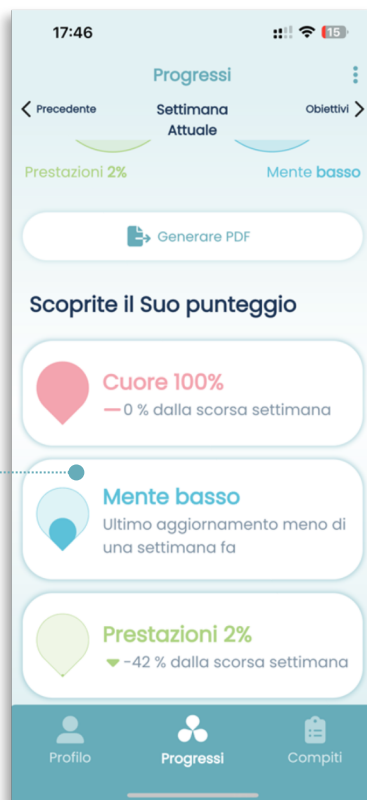 17:46
15
Progressi
Precedente
Settimana
Attuale
Obiettivi
Prestazioni 2%
Mente basso
Generare PDF
Scoprite il Suo punteggio
Cuore 100%
0 % dalla scorsa settimana
Mente basso
Ultimo aggiornamento meno di
una settimana fa
Prestazioni 2%
-42 % dalla scorsa settimana
Profilo
Progressi
Compiti